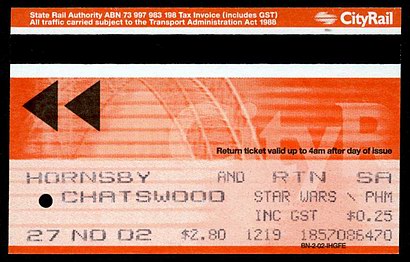 State Rail Authority ABN 73 997 983 198 Tax Invoice (includes GST)
All traffic carried subject to the Transport Administration Act 1988
CityRail
CityR
Return ticket valid up to 4am after day of issue
HORNSBY AND RTN SA
CHATSWOOD STAR WARS \ PHM
INC GST $0.25
27 NO 02 $2.80 1219 1857086470
BN-2-02-IHGFE